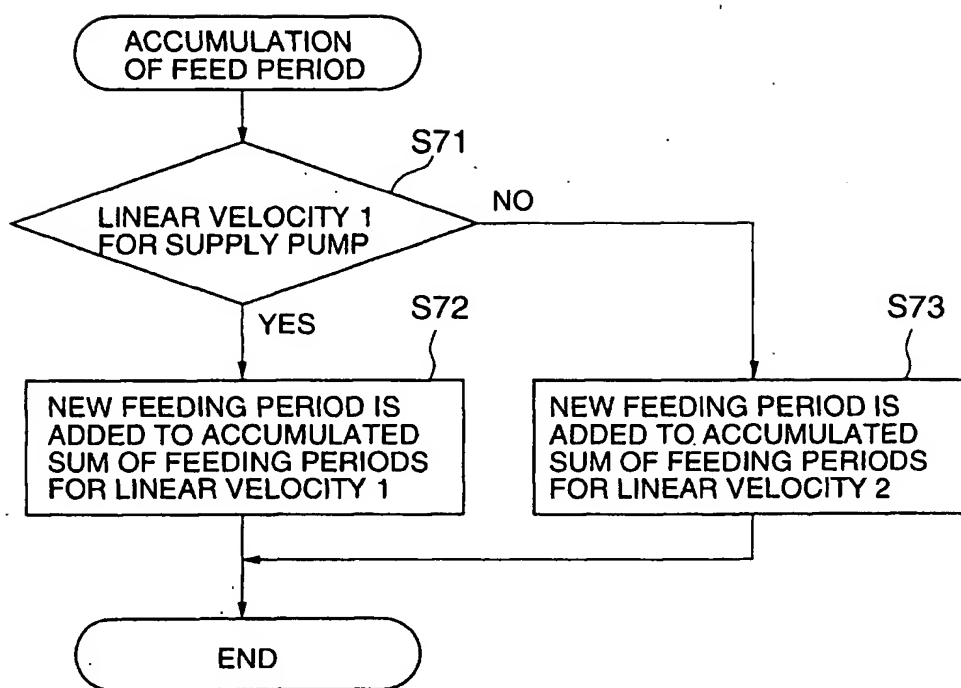 ACCUMULATION
OF FEED PERIOD
S71
LINEAR VELOCITY 1
FOR SUPPLY PUMP
NO
YES
S72
NEW FEEDING PERIOD IS
ADDED TO ACCUMULATED
SUM OF FEEDING PERIODS
FOR LINEAR VELOCITY 1
S73
NEW FEEDING PERIOD IS
ADDED TO ACCUMULATED
SUM OF FEEDING PERIODS
FOR LINEAR VELOCITY 2
END